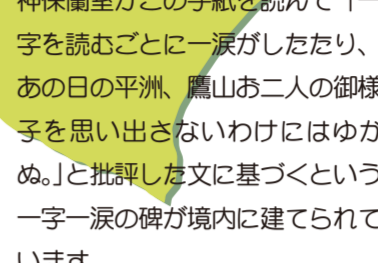 神保蘭室がこの手紙を読んで「一
字を読むごとに一涙がしたたり、
あの日の平洲、鷹山お二人の御様
子を思い出さないわけにはゆか
ぬ。」と批評した文に基づくという
一字一涙の碑が境内に建てられて
います